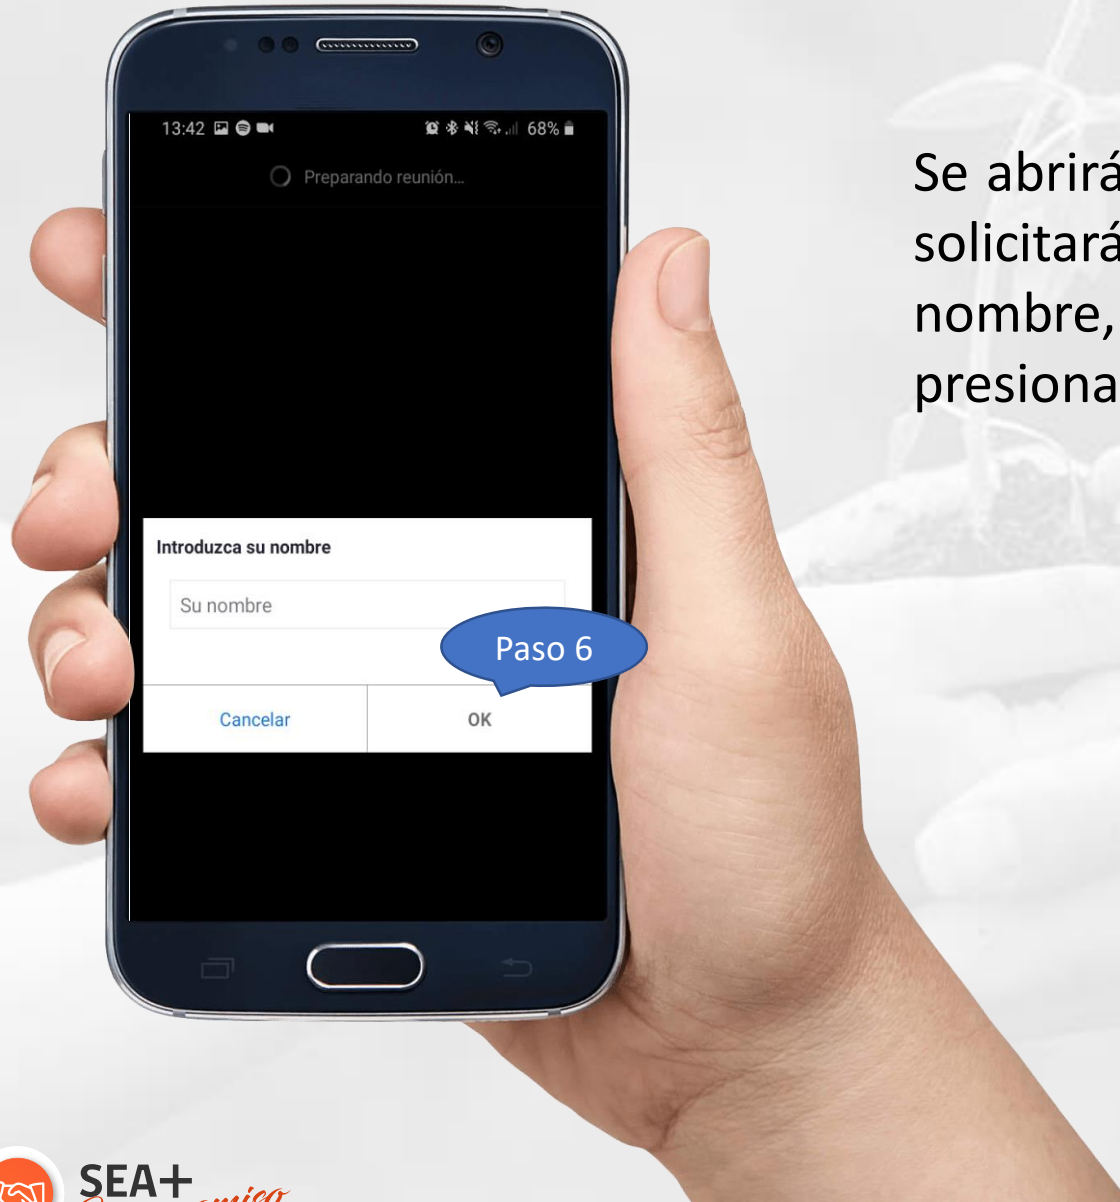 13:42
68%
Preparando reunión...
Introduzca su nombre
Su nombre
Paso 6
Cancelar
OK
Se abrirá
solicitará
nombre,
presiona
SEA+